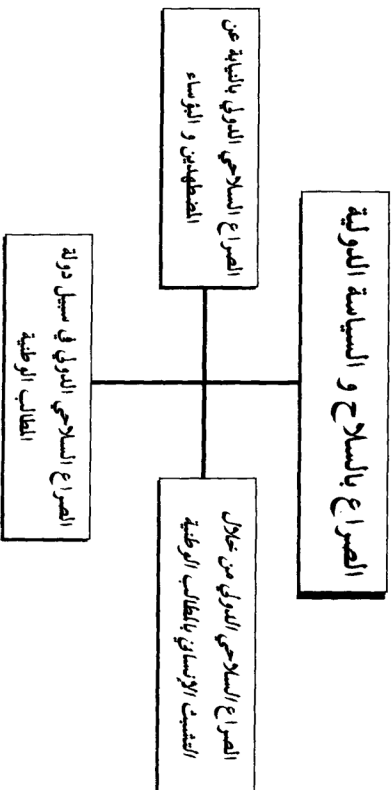 الصراع بالسلاح و السياسة الدولية
الصراع السلاحي الدولي من خلال
التشبث الإنساني بالمطالب الوطنية
الصراع السلاحي الدولي بالنيابة عن
المضطهدين و البؤساء
الصراع السلاحي الدولي في سبيل دولة
المطالب الوطنية